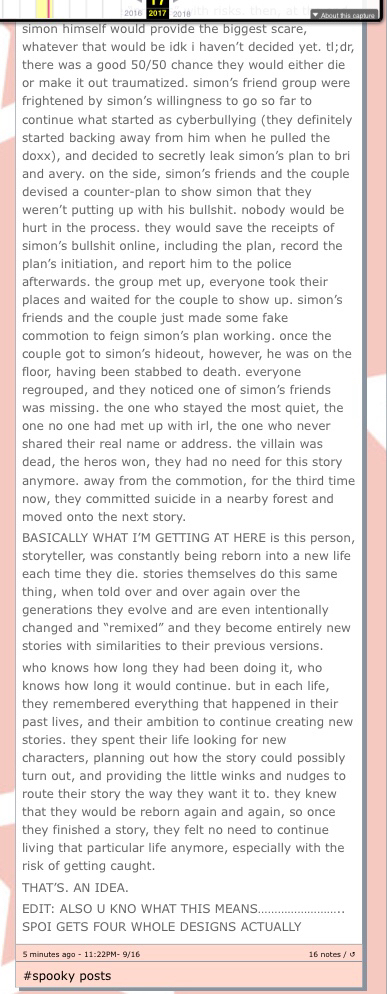 17
2016 2017 2018
About this capture
with risks. then, at t
simon himself would provide the biggest scare,
whatever that would be idk i haven't decided yet. tl;dr,
there was a good 50/50 chance they would either die
or make it out traumatized. simon's friend group were
frightened by simon's willingness to go so far to
continue what started as cyberbullying (they definitely
started backing away from him when he pulled the
doxx), and decided to secretly leak simon's plan to bri
and avery. on the side, simon's friends and the couple
devised a counter-plan to show simon that they
weren't putting up with his bullshit. nobody would be
hurt in the process. they would save the receipts of
simon's bullshit online, including the plan, record the
plan's initiation, and report him to the police
afterwards. the group met up, everyone took their
places and waited for the couple to show up. simon's
friends and the couple just made some fake
commotion to feign simon's plan working. once the
couple got to simon's hideout, however, he was on the
floor, having been stabbed to death. everyone
regrouped, and they noticed one of simon's friends
was missing. the one who stayed the most quiet, the
one no one had met up with irl, the one who never
shared their real name or address. the villain was
dead, the heros won, they had no need for this story
anymore. away from the commotion, for the third time
now, they committed suicide in a nearby forest and
moved onto the next story.
BASICALLY WHAT I'M GETTING AT HERE is this person,
storyteller, was constantly being reborn into a new life
each time they die. stories themselves do this same
thing, when told over and over again over the
generations they evolve and are even intentionally
changed and "remixed" and they become entirely new
stories with similarities to their previous versions.
who knows how long they had been doing it, who
knows how long it would continue. but in each life,
they remembered everything that happened in their
past lives, and their ambition to continue creating new
stories. they spent their life looking for new
characters, planning out how the story could possibly
turn out, and providing the little winks and nudges to
route their story the way they want it to. they knew
that they would be reborn again and again, so once
they finished a story, they felt no need to continue
living that particular life anymore, especially with the
risk of getting caught.
THAT'S. AN IDEA.
EDIT: ALSO U KNO WHAT THIS MEANS……………………..
SPOI GETS FOUR WHOLE DESIGNS ACTUALLY
5 minutes ago - 11:22PM- 9/16 16 notes / ↺
#spooky posts